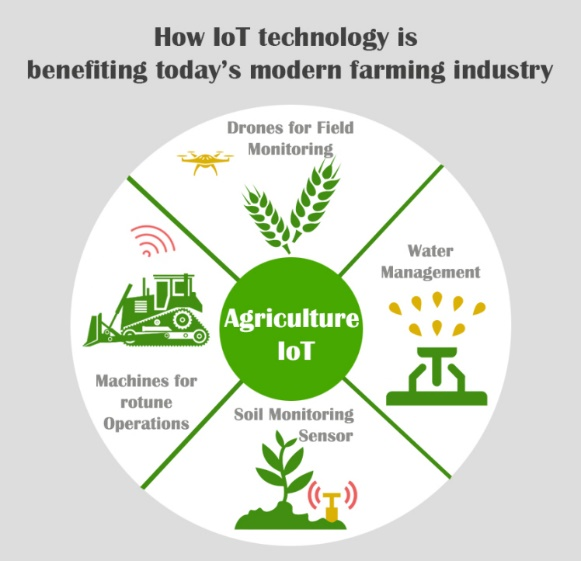 How IoT technology is
benefiting today's modern farming industry
Drones for Field
Monitoring
Water
Management
Agriculture
IoT
Machines for
rotune
Operations
Soil Monitoring
Sensor